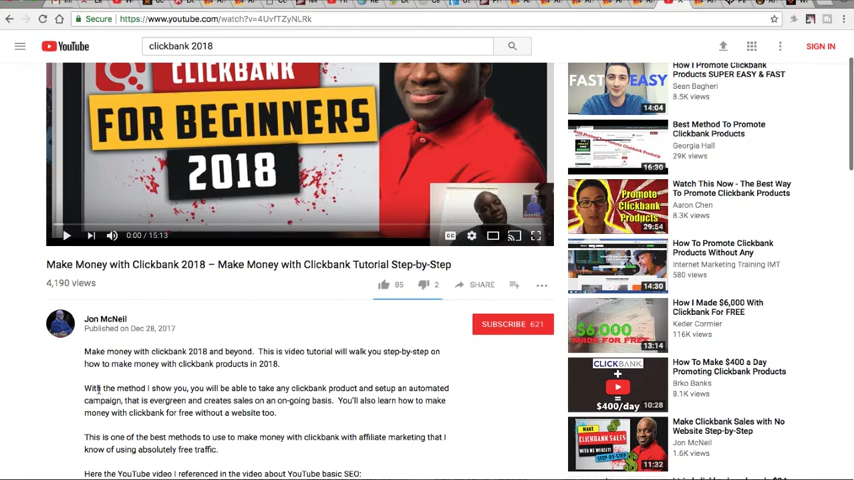 Secure
https://www.youtube.com/watch?v=4UvfTZyNLRk
YouTube
clickbank 2018
SIGN IN
CLICKBANK
FOR BEGINNERS
2018
0:00 / 15:13
Make Money with Clickbank 2018 – Make Money with Clickbank Tutorial Step-by-Step
4,190 views
85
2
SHARE
Jon McNeil
Published on Dec 28, 2017
SUBSCRIBE 621
Make money with clickbank 2018 and beyond. This is video tutorial will walk you step-by-step on
how to make money with clickbank products in 2018.
With the method I show you, you will be able to take any clickbank product and setup an automated
campaign, that is evergreen and creates sales on an on-going basis. You'll also learn how to make
money with clickbank for free without a website too.
This is one of the best methods to use to make money with clickbank with affiliate marketing that I
know of using absolutely free traffic.
Here the YouTube video I referenced in the video about YouTube basic SEO:
FAST EASY
14:04
How I Promote Clickbank
Products SUPER EASY & FAST
Sean Bagheri
8.5K views
16:30
Best Method To Promote
Clickbank Products
Georgia Hall
29K views
Promote
Clickbank
Products
29:54
Watch This Now - The Best Way
To Promote Clickbank Products
Aaron Chen
8.3K views
14:30
How To Promote Clickbank
Products Without Any
Internet Marketing Training IMT
580 views
$6,000
MADE FOR FREE
13:14
How I Made $6,000 With
Clickbank For FREE
Keder Cormier
116K views
CLICKBANK
+
=
$400/day
10:28
How To Make $400 a Day
Promoting Clickbank Products
Brko Banks
8.1K views
MAKE
CLICKBANK
SALES
WITH NO
WEBSITE
STEP-BY-STEP
11:32
Make Clickbank Sales with No
Website Step-by-Step
Jon McNeil
1.6K views